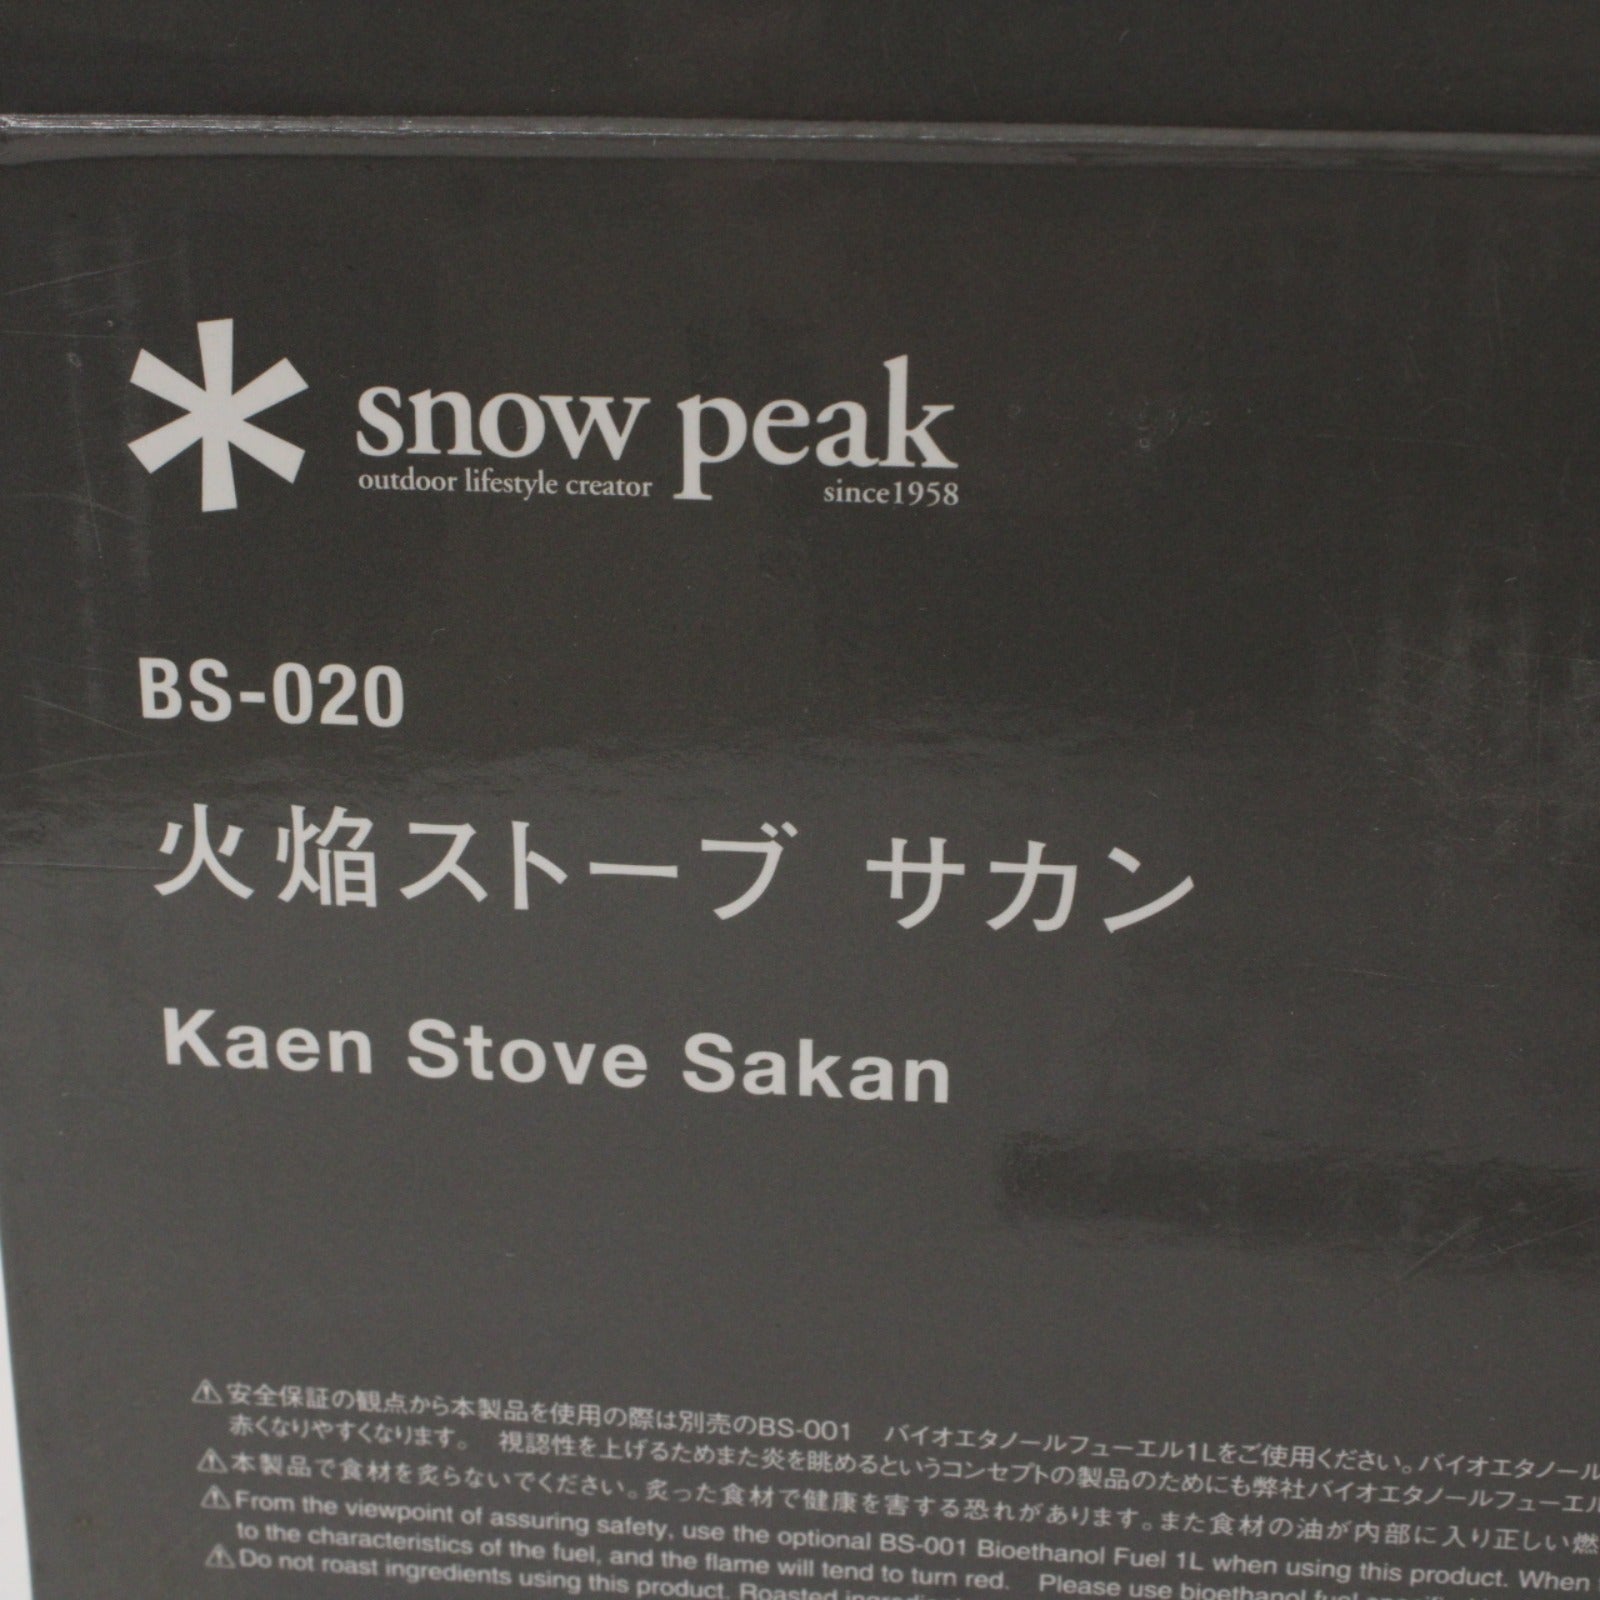 snow peak
outdoor lifestyle creator
since1958
BS-020
火焔ストーブ サカン
Kaen Stove Sakan
⚠安全保証の観点から本製品を使用の際は別売のBS-001 バイオエタノールフューエル1Lをご使用ください。バイオエタノール
赤くなりやすくなります。 視認性を上げるためまた炎を眺めるというコンセプトの製品のためにも弊社バイオエタノールフューエル
⚠本製品で食材を炙らないでください。炙った食材で健康を害する恐れがあります。また食材の油が内部に入り正しい燃
⚠From the viewpoint of assuring safety, use the optional BS-001 Bioethanol Fuel 1L when using this product. When
to the characteristics of the fuel, and the flame will tend to turn red. Please use bioethanol fuel
⚠Do not roast ingredients using this product. Roasted